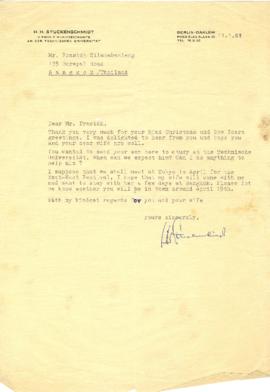 H. H. STUCKENSCHMIDT
BERLIN-DAHLEM
Mr. Prasidh Silapabanleng
Bangkok/Thailand
Dear Mr. Prasidh,
Thank you very much for your kind Christmas and New Years
greetings. I was delighted to hear from you and hope you
and your dear wife are well.
You wanted to send your son here to study at the Technische
Universität. When can we expect him? Can I do anything to
help him?
I suppose that we shall meet at Tokyo in April for the
East-West Festival. I hope that my wife will come with me
and want to stay with her a few days at Bangkok. Please let
me know whether you will be in town around April 15th.
With my kindest regards to you and your wife
yours sincerely,